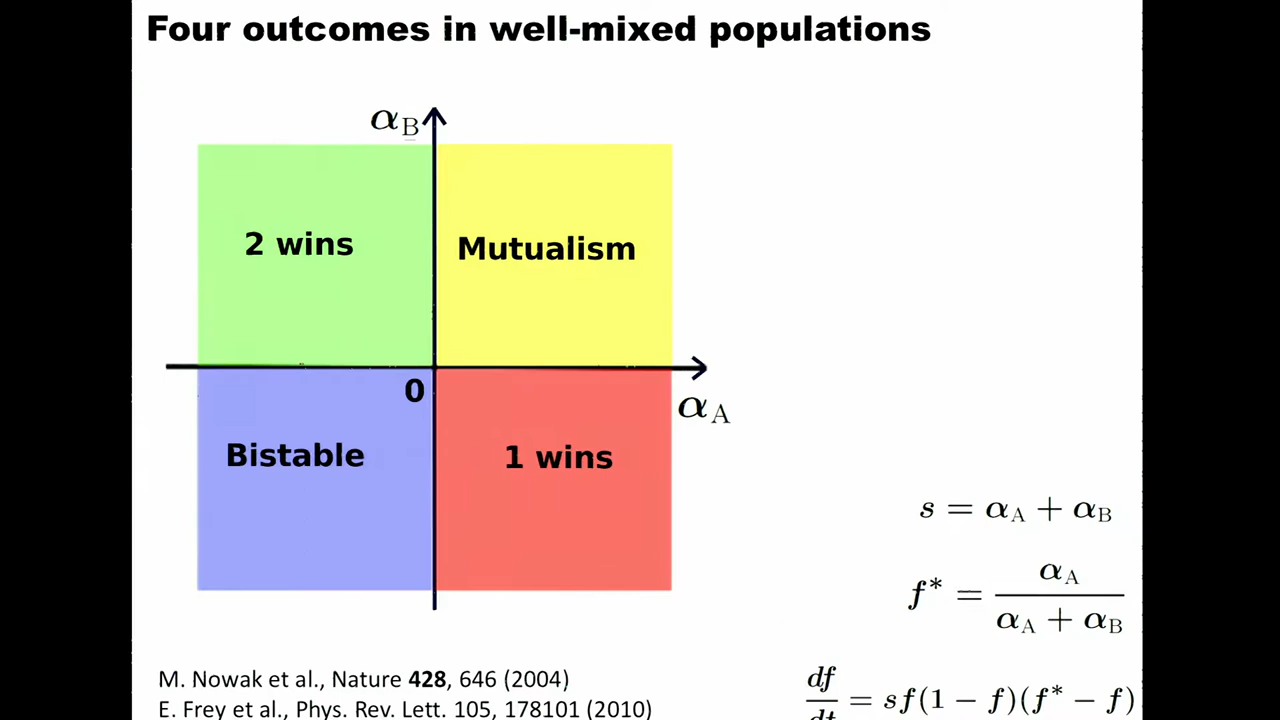 Four outcomes in well-mixed populations
α_B
2 wins
Mutualism
0
α_A
Bistable
1 wins
s = α_A + α_B
f* = α_A / (α_A + α_B)
M. Nowak et al., Nature 428, 646 (2004)
E. Frey et al., Phys. Rev. Lett. 105, 178101 (2010)
df/dt = sf(1 − f)(f* − f)